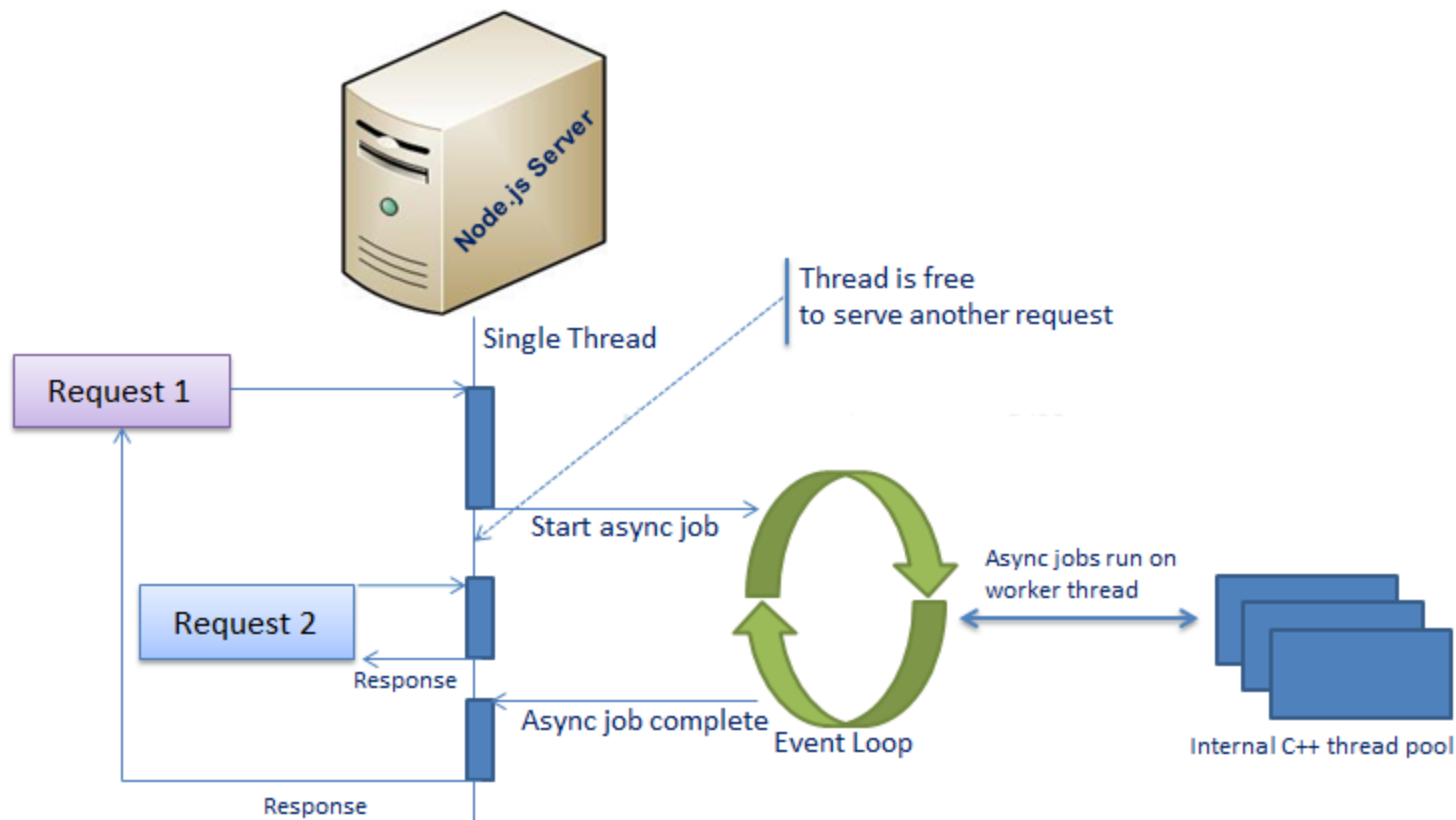 Node.js Server
Thread is free
to serve another request
Single Thread
Request 1
Start async job
Async jobs run on
worker thread
Request 2
Response
Async job complete
Event Loop
Internal C++ thread pool
Response